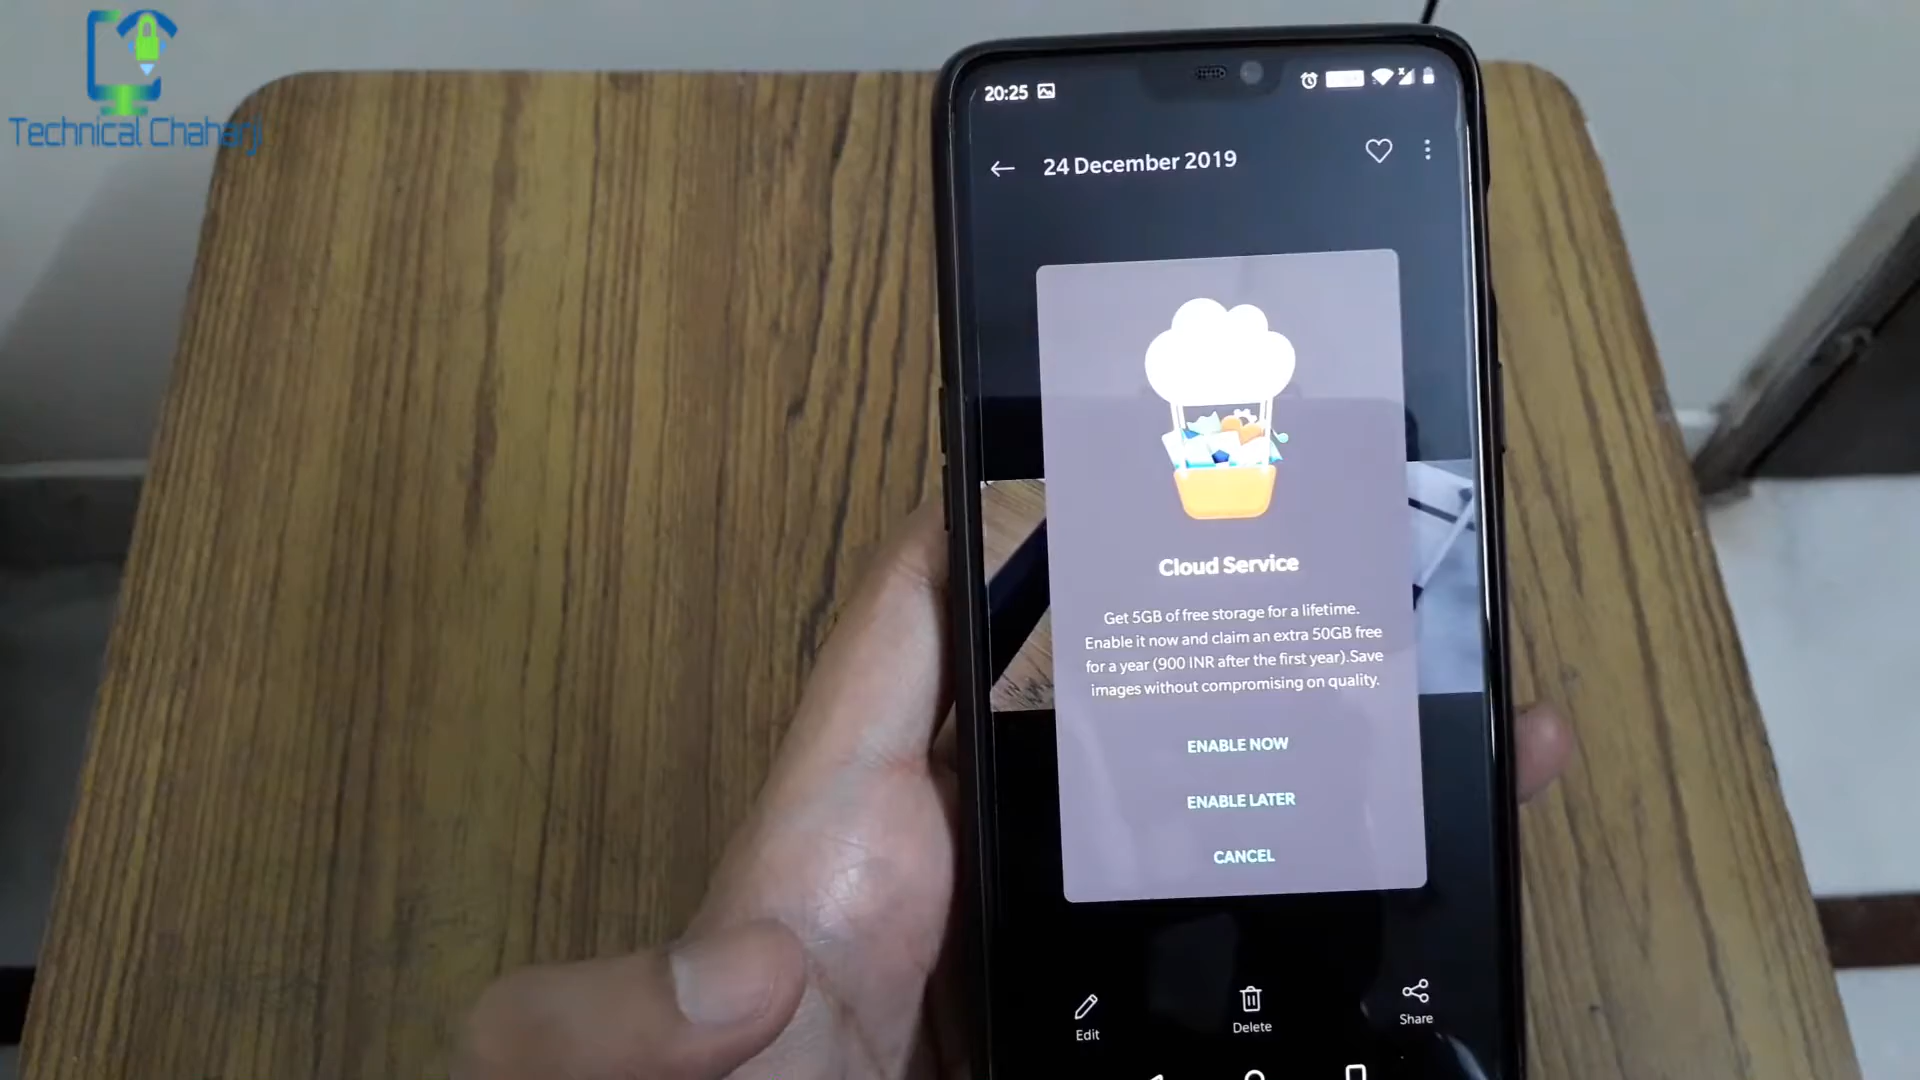 Technical Chaharji
20:25
24 December 2019
Cloud Service
Get 5GB of free storage for a lifetime.
Enable it now and claim an extra 50GB free
for a year (900 INR after the first year).Save
images without compromising on quality.
ENABLE NOW
ENABLE LATER
CANCEL
Edit
Delete
Share